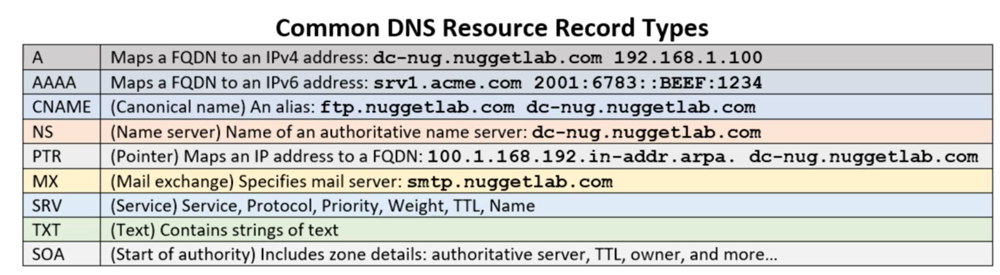 Common DNS Resource Record Types
A Maps a FQDN to an IPv4 address: dc-nug.nuggetlab.com 192.168.1.100
AAAA Maps a FQDN to an IPv6 address: srv1.acme.com 2001:6783::BEEF:1234
CNAME (Canonical name) An alias: ftp.nuggetlab.com dc-nug.nuggetlab.com
NS (Name server) Name of an authoritative name server: dc-nug.nuggetlab.com
PTR (Pointer) Maps an IP address to a FQDN: 100.1.168.192.in-addr.arpa. dc-nug.nuggetlab.com
MX (Mail exchange) Specifies mail server: smtp.nuggetlab.com
SRV (Service) Service, Protocol, Priority, Weight, TTL, Name
TXT (Text) Contains strings of text
SOA (Start of authority) Includes zone details: authoritative server, TTL, owner, and more...